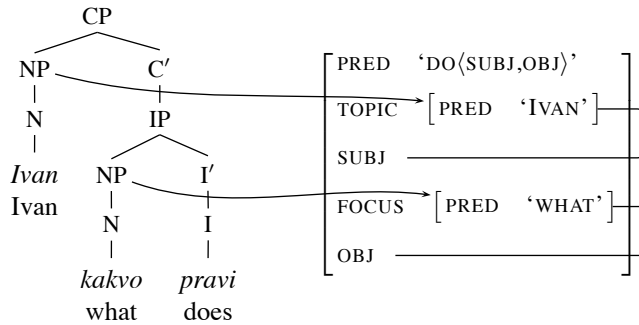 CP
NP C′
N IP
Ivan NP I′
Ivan N I
kakvo pravi
what does
PRED ‘DO⟨SUBJ,OBJ⟩’
TOPIC [PRED ‘IVAN’]
SUBJ
FOCUS [PRED ‘WHAT’]
OBJ